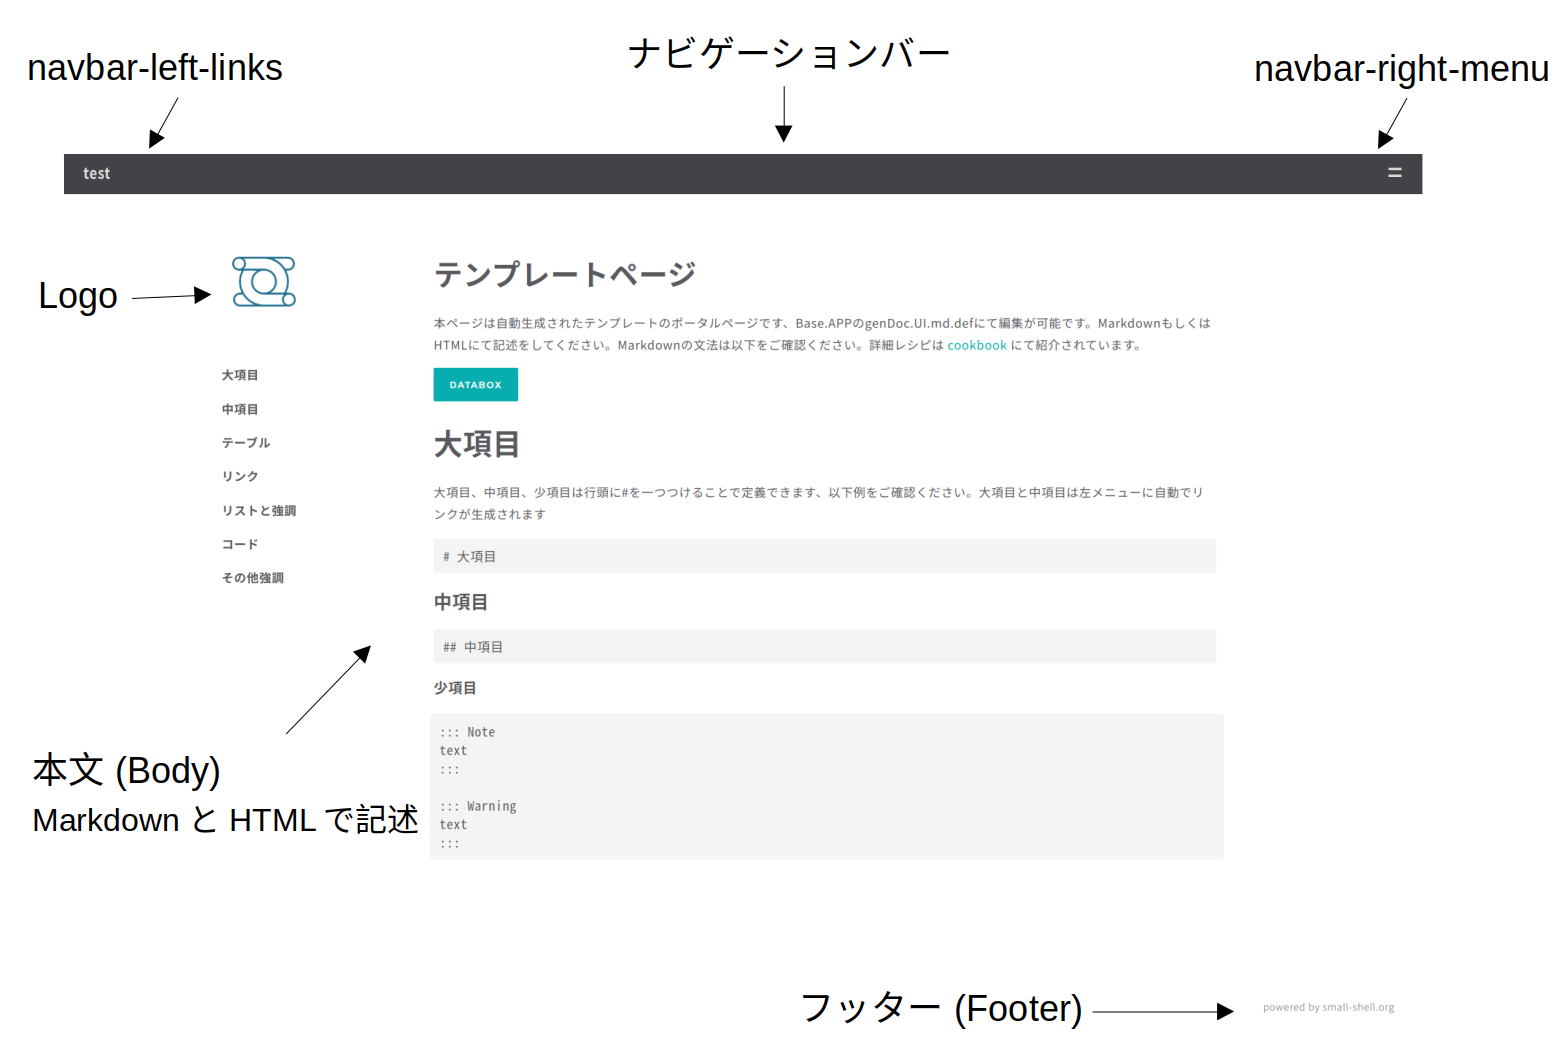 navbar-left-links
ナビゲーションバー
navbar-right-menu
test
Logo
テンプレートページ
本ページは自動生成されたテンプレートのポータルページです、Base.APPのgenDoc.UI.md.defにて編集が可能です。Markdownもしくは
HTMLにて記述をしてください。Markdownの文法は以下をご確認ください。詳細レシピは cookbook にて紹介されています。
DATABOX
大項目
中項目
テーブル
リンク
リストと強調
コード
その他強調
大項目
大項目、中項目、少項目は行頭に#を一つつけることで定義できます、以下例をご確認ください。大項目と中項目は左メニューに自動でリ
ンクが生成されます
# 大項目
中項目
## 中項目
少項目
::: Note
text
:::
::: Warning
text
:::
本文 (Body)
Markdown と HTML で記述
フッター (Footer)
powered by small-shell.org